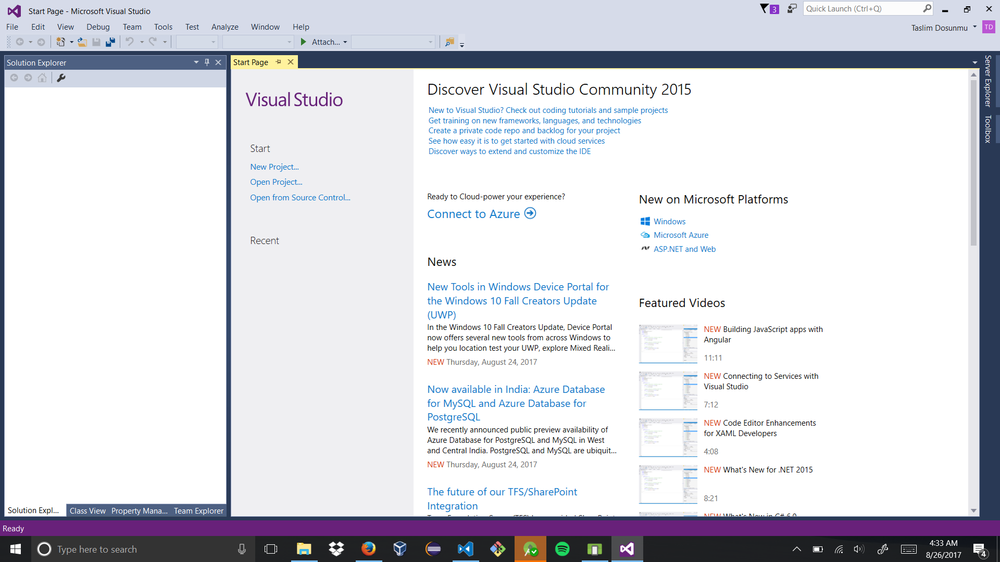 Start Page - Microsoft Visual Studio
3
Quick Launch (Ctrl+Q)
File Edit View Debug Team Tools Test Analyze Window Help
Taslim Dosunmu TD
Attach...
Solution Explorer
Start Page
Server Explorer
Toolbox
Visual Studio
Start
New Project...
Open Project...
Open from Source Control...
Recent
Discover Visual Studio Community 2015
New to Visual Studio? Check out coding tutorials and sample projects
Get training on new frameworks, languages, and technologies
Create a private code repo and backlog for your project
See how easy it is to get started with cloud services
Discover ways to extend and customize the IDE
Ready to Cloud-power your experience?
Connect to Azure
News
New Tools in Windows Device Portal for
the Windows 10 Fall Creators Update
(UWP)
In the Windows 10 Fall Creators Update, Device Portal
now offers several new tools from across Windows to
help you location test your UWP, explore Mixed Reali...
NEW Thursday, August 24, 2017
Now available in India: Azure Database
for MySQL and Azure Database for
PostgreSQL
We recently announced public preview availability of
Azure Database for PostgreSQL and MySQL in West
and Central India. PostgreSQL and MySQL are ubiquit...
NEW Thursday, August 24, 2017
The future of our TFS/SharePoint
Integration
New on Microsoft Platforms
Windows
Microsoft Azure
ASP.NET and Web
Featured Videos
NEW Building JavaScript apps with
Angular
11:11
NEW Connecting to Services with
Visual Studio
7:12
NEW Code Editor Enhancements
for XAML Developers
4:08
NEW What's New for .NET 2015
8:21
NEW What's New in C# 6.0
Solution Expl... Class View Property Mana... Team Explorer
Ready
Type here to search
4:33 AM
8/26/2017
4